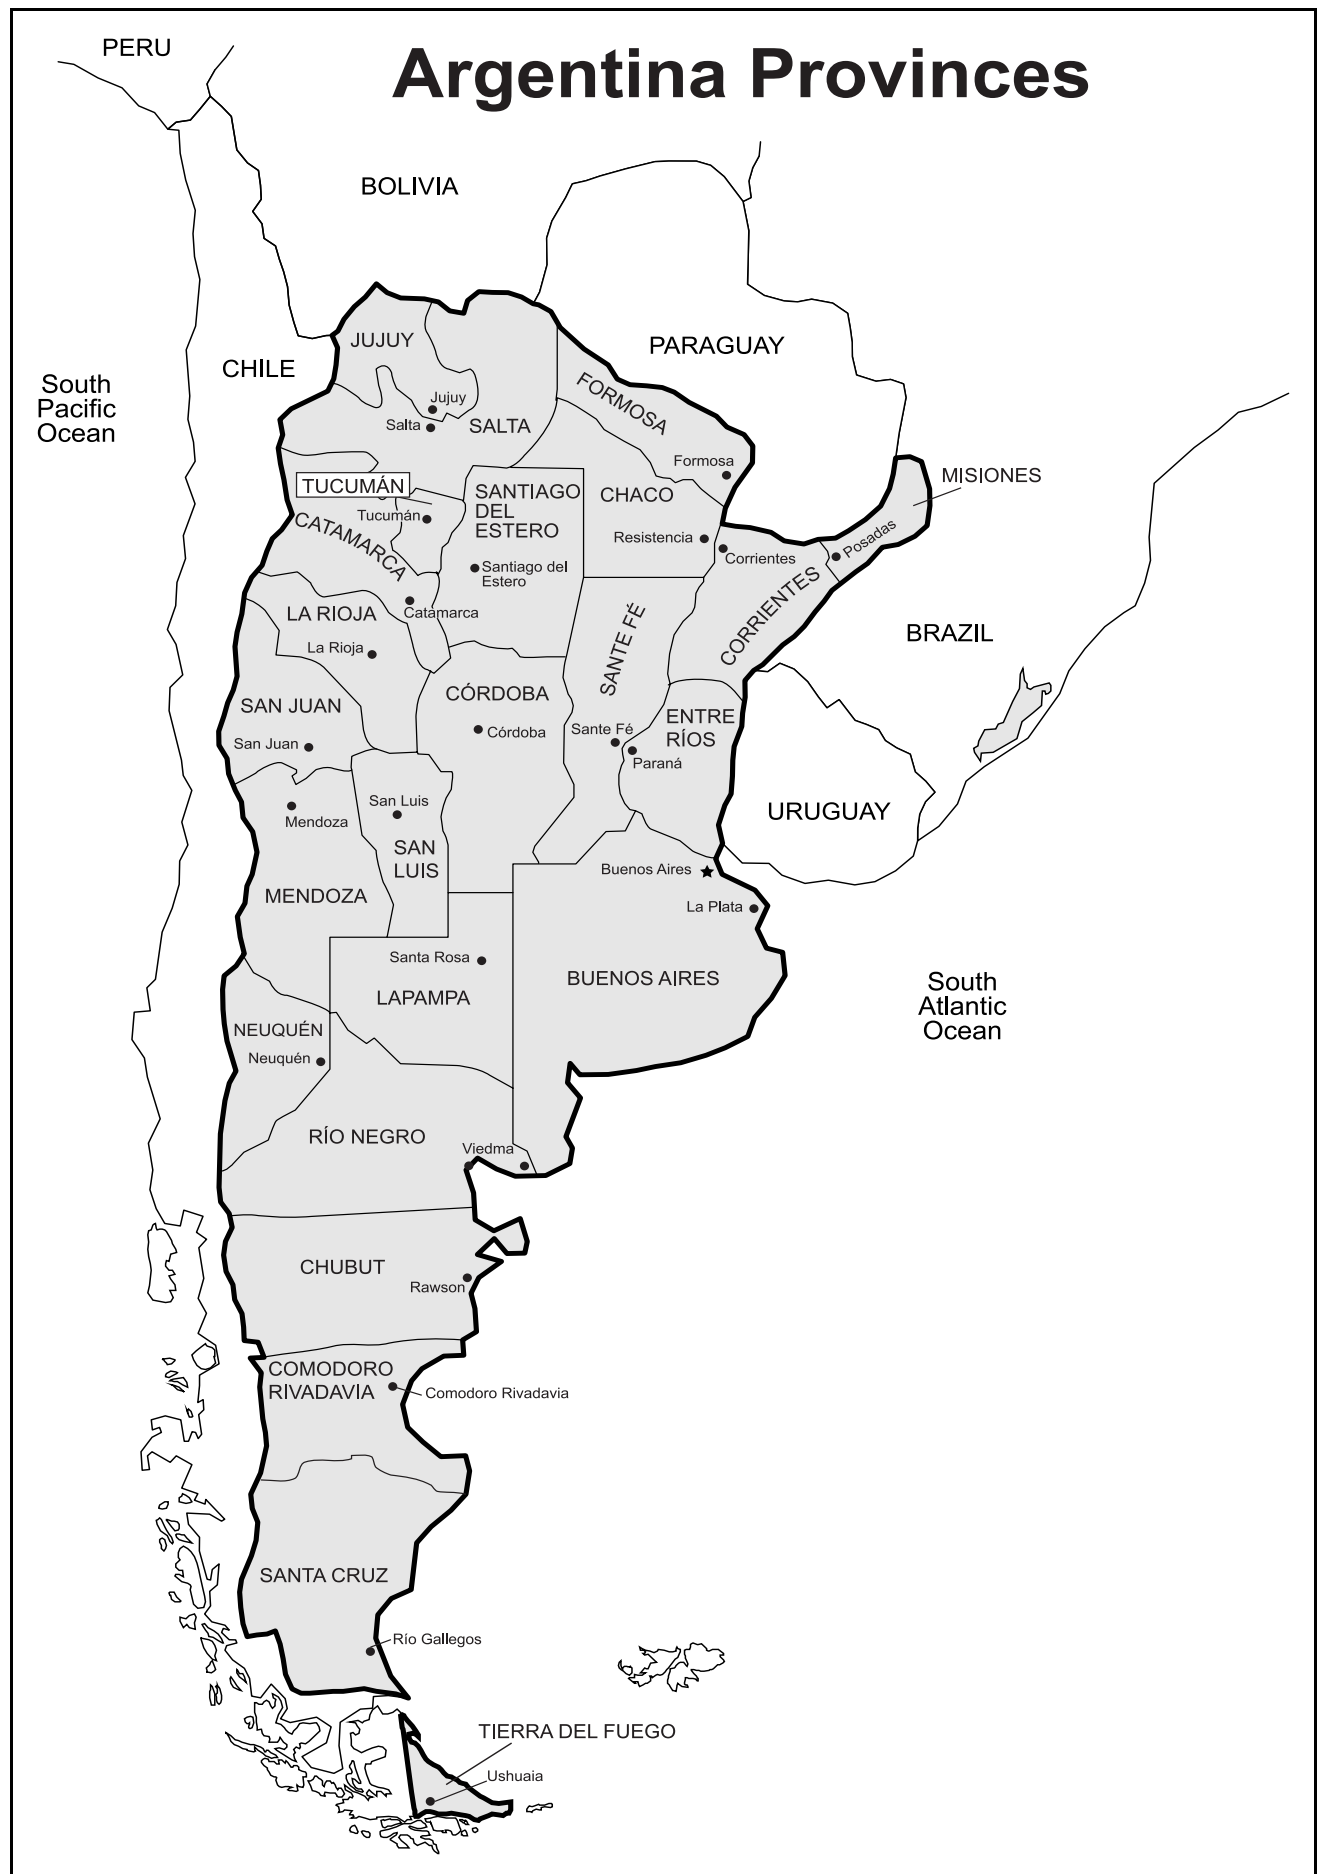 PERU
Argentina Provinces
BOLIVIA
PARAGUAY
CHILE
South
Pacific
Ocean
JUJUY
FORMOSA
Jujuy
Salta
SALTA
Formosa
MISIONES
TUCUMÁN
SANTIAGO
DEL
ESTERO
CHACO
Tucumán
CATAMARCA
Resistencia
Corrientes
Posadas
Santiago del
Estero
Catamarca
CORRIENTES
LA RIOJA
La Rioja
SANTE FÉ
BRAZIL
SAN JUAN
San Juan
CÓRDOBA
Córdoba
Sante Fé
ENTRE
RÍOS
Paraná
Mendoza
San Luis
SAN
LUIS
URUGUAY
MENDOZA
Buenos Aires
La Plata
Santa Rosa
LAPAMPA
BUENOS AIRES
South
Atlantic
Ocean
NEUQUÉN
Neuquén
RÍO NEGRO
Viedma
CHUBUT
Rawson
COMODORO
RIVADAVIA
Comodoro Rivadavia
SANTA CRUZ
Río Gallegos
TIERRA DEL FUEGO
Ushuaia